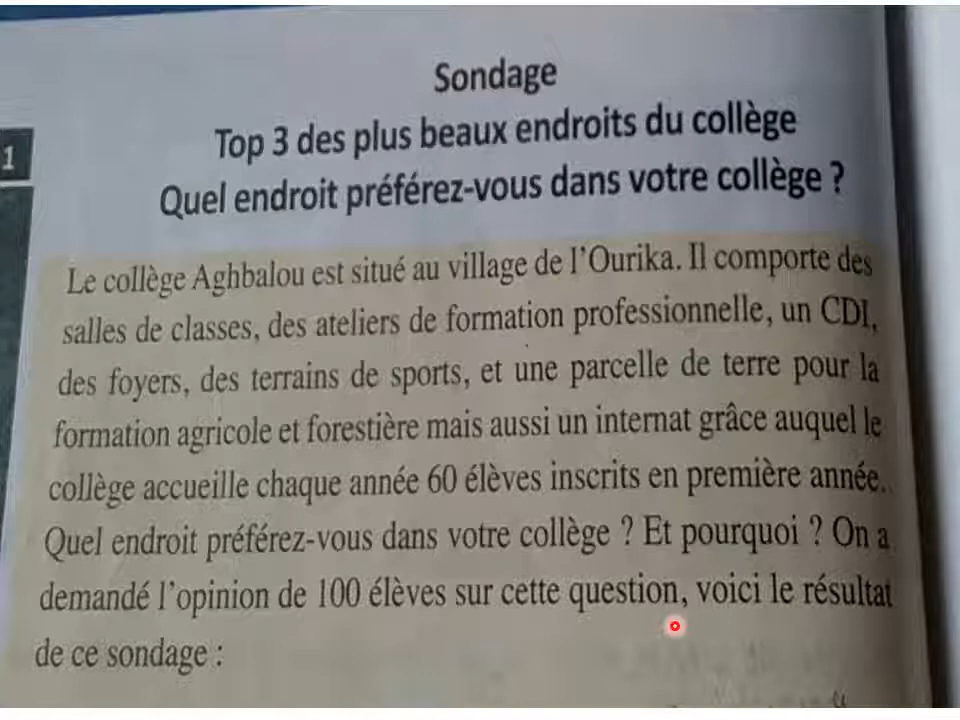 Sondage
Top 3 des plus beaux endroits du collège
Quel endroit préférez-vous dans votre collège ?
1
Le collège Aghbalou est situé au village de l'Ourika. Il comporte des
salles de classes, des ateliers de formation professionnelle, un CDI,
des foyers, des terrains de sports, et une parcelle de terre pour la
formation agricole et forestière mais aussi un internat grâce auquel le
collège accueille chaque année 60 élèves inscrits en première année.
Quel endroit préférez-vous dans votre collège ? Et pourquoi ? On a
demandé l'opinion de 100 élèves sur cette question, voici le résultat
de ce sondage :